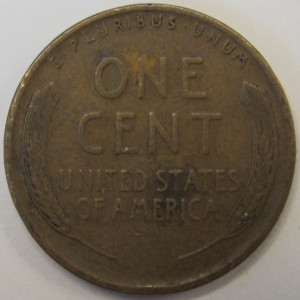 E·PLURIBUS·UNUM
ONE
CENT
UNITED STATES
OF AMERICA